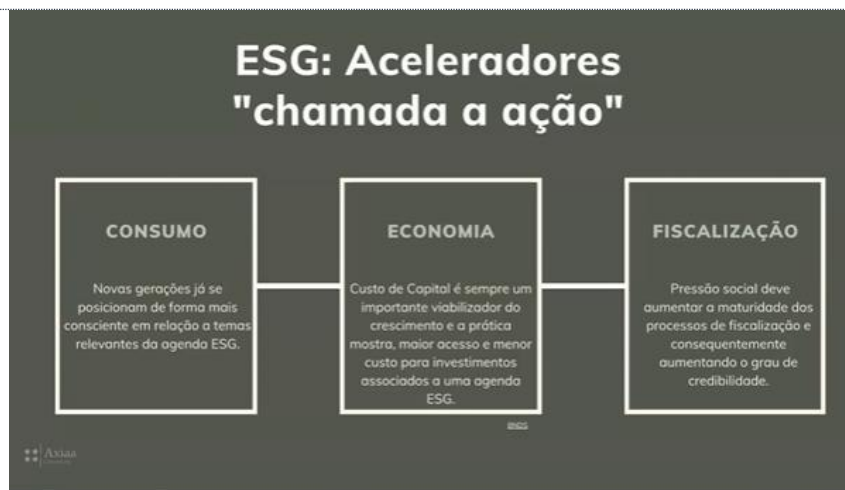 ESG: Aceleradores
"chamada a ação"
CONSUMO
Novas gerações já se
posicionam de forma mais
consciente em relação a temas
relevantes da agenda ESG.
ECONOMIA
Custo de Capital é sempre um
importante viabilizador do
crescimento e a prática
mostra, maior acesso e menor
custo para investimentos
associados a uma agenda
ESG.
BNDS
FISCALIZAÇÃO
Pressão social deve
aumentar a maturidade dos
processos de fiscalização e
consequentemente
aumentando o grau de
credibilidade.
Axiaa